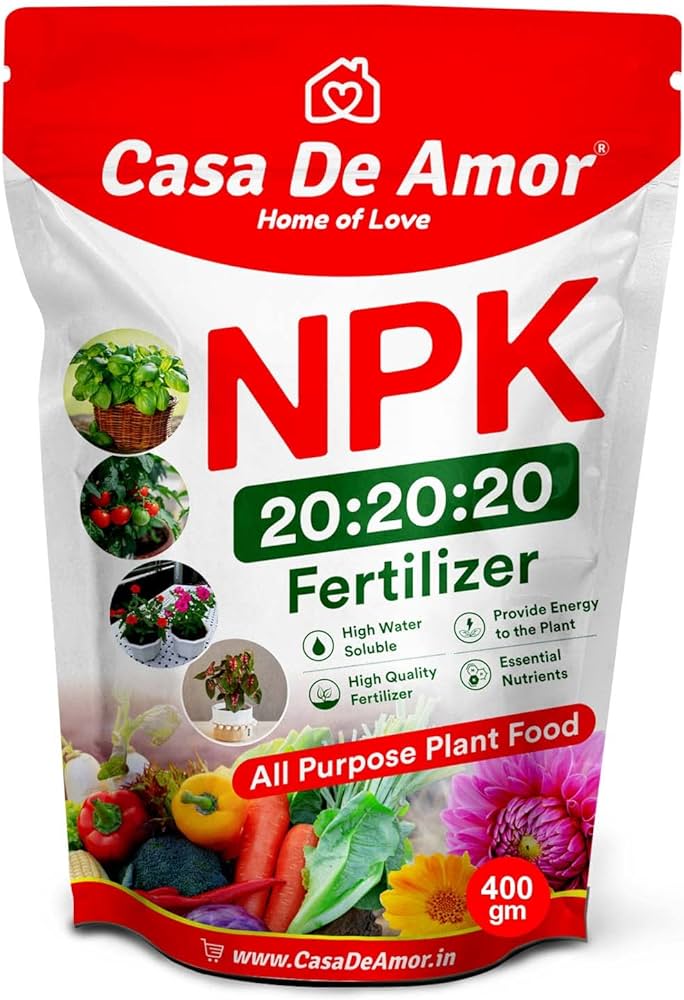 Casa De Amor®
Home of Love
NPK
20:20:20
Fertilizer
High Water
Soluble
Provide Energy
to the Plant
High Quality
Fertilizer
Essential
Nutrients
All Purpose Plant Food
400
gm
www.CasaDeAmor.in